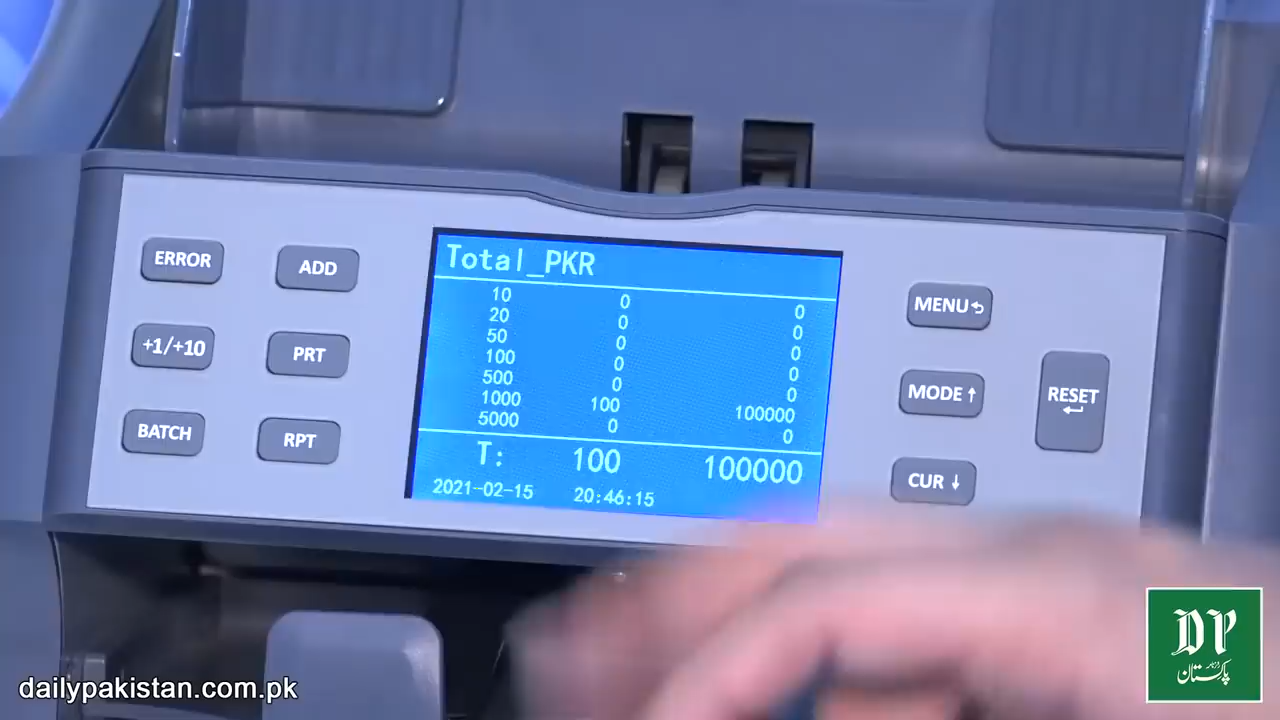 ERROR
ADD
+1/+10
PRT
BATCH
RPT
Total_PKR
10 0 0
20 0 0
50 0 0
100 0 0
500 0 0
1000 100 100000
5000 0 0
T: 100 100000
2021-02-15 20:46:15
MENU↰
MODE ↑
CUR ↓
RESET
↵
dailypakistan.com.pk
DP
روزنامہ
پاکستان